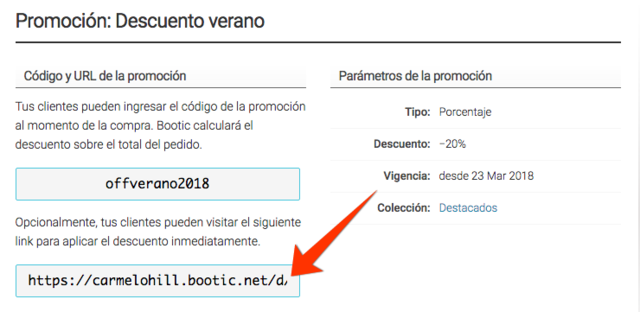 Promoción: Descuento verano
Código y URL de la promoción
Tus clientes pueden ingresar el código de la promoción
al momento de la compra. Bootic calculará el
descuento sobre el total del pedido.
offverano2018
Opcionalmente, tus clientes pueden visitar el siguiente
link para aplicar el descuento inmediatamente.
https://carmelohill.bootic.net/d
Parámetros de la promoción
Tipo: Porcentaje
Descuento: −20%
Vigencia: desde 23 Mar 2018
Colección: Destacados